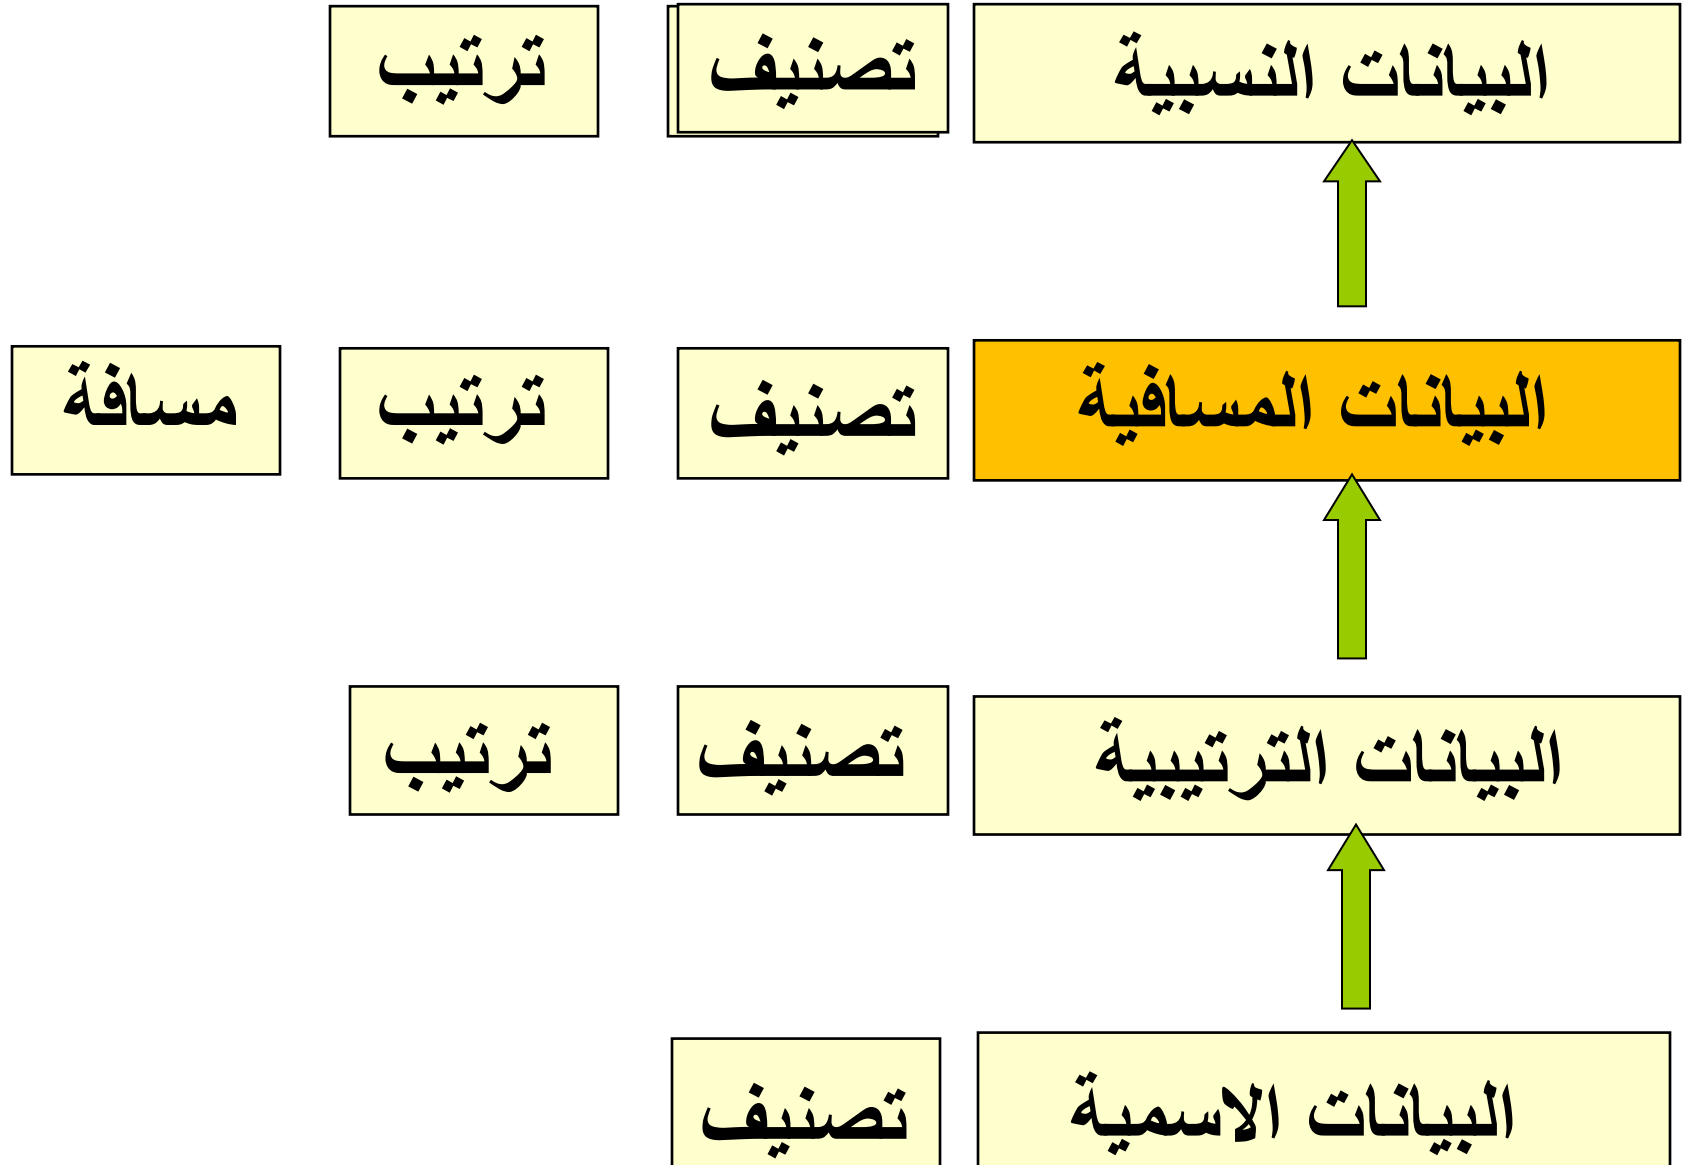 البيانات النسبية تصنيف ترتيب
البيانات المسافية تصنيف ترتيب مسافة
البيانات الترتيبية تصنيف ترتيب
البيانات الاسمية تصنيف